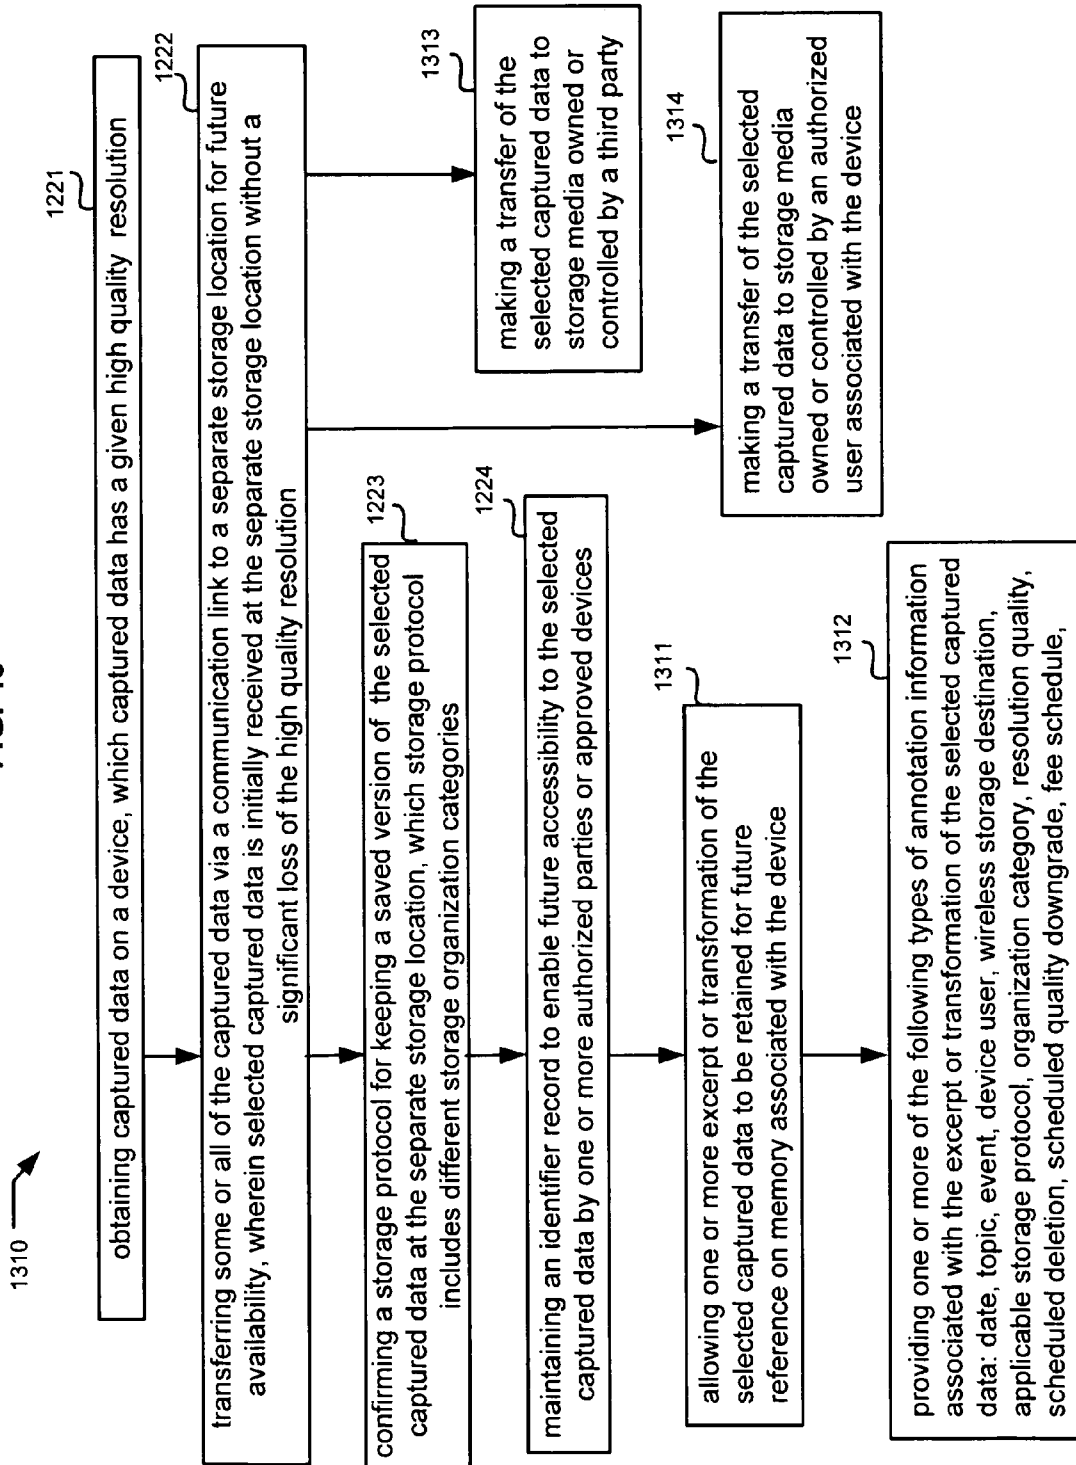 1310
1221
obtaining captured data on a device, which captured data has a given high quality resolution
1222
transferring some or all of the captured data via a communication link to a separate storage location for future
availability, wherein selected captured data is initially received at the separate storage location without a
significant loss of the high quality resolution
1223
confirming a storage protocol for keeping a saved version of the selected
captured data at the separate storage location, which storage protocol
includes different storage organization categories
1313
making a transfer of the
selected captured data to
storage media owned or
controlled by a third party
1224
maintaining an identifier record to enable future accessibility to the selected
captured data by one or more authorized parties or approved devices
1314
making a transfer of the selected
captured data to storage media
owned or controlled by an authorized
user associated with the device
1311
allowing one or more excerpt or transformation of the
selected captured data to be retained for future
reference on memory associated with the device
1312
providing one or more of the following types of annotation information
associated with the excerpt or transformation of the selected captured
data: date, topic, event, device user, wireless storage destination,
applicable storage protocol, organization category, resolution quality,
scheduled deletion, scheduled quality downgrade, fee schedule,